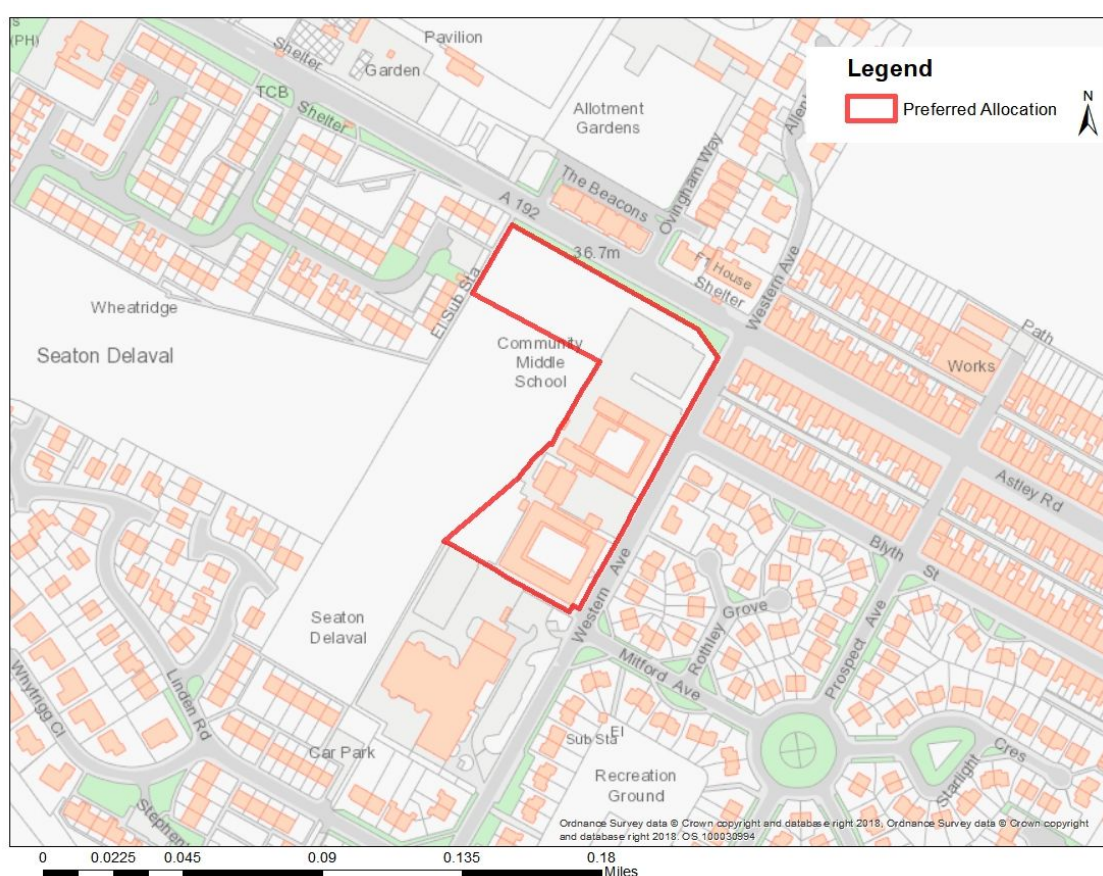 s
(PH)
Shelter
Pavilion
Garden
TCB
Shelter
Allotment
Gardens
Legend
Preferred Allocation
N
The Beacons
Ovingham Way
A 192
36.7m
House
Shelter
Western Ave
El Sub Sta
Wheatridge
Seaton Delaval
Community
Middle
School
Path
Works
Astley Rd
Blyth St
Western Ave
Rothley Grove
Prospect Ave
Milford Ave
Seaton
Delaval
Linden Rd
Whytrigg Cl
Car Park
El
Sub Sta
Recreation
Ground
Starlight Cres
Ordnance Survey data © Crown copyright and database right 2018, Ordnance Survey data © Crown copyright
and database right 2018. OS 100030994
0 0.0225 0.045 0.09 0.135 0.18
Miles